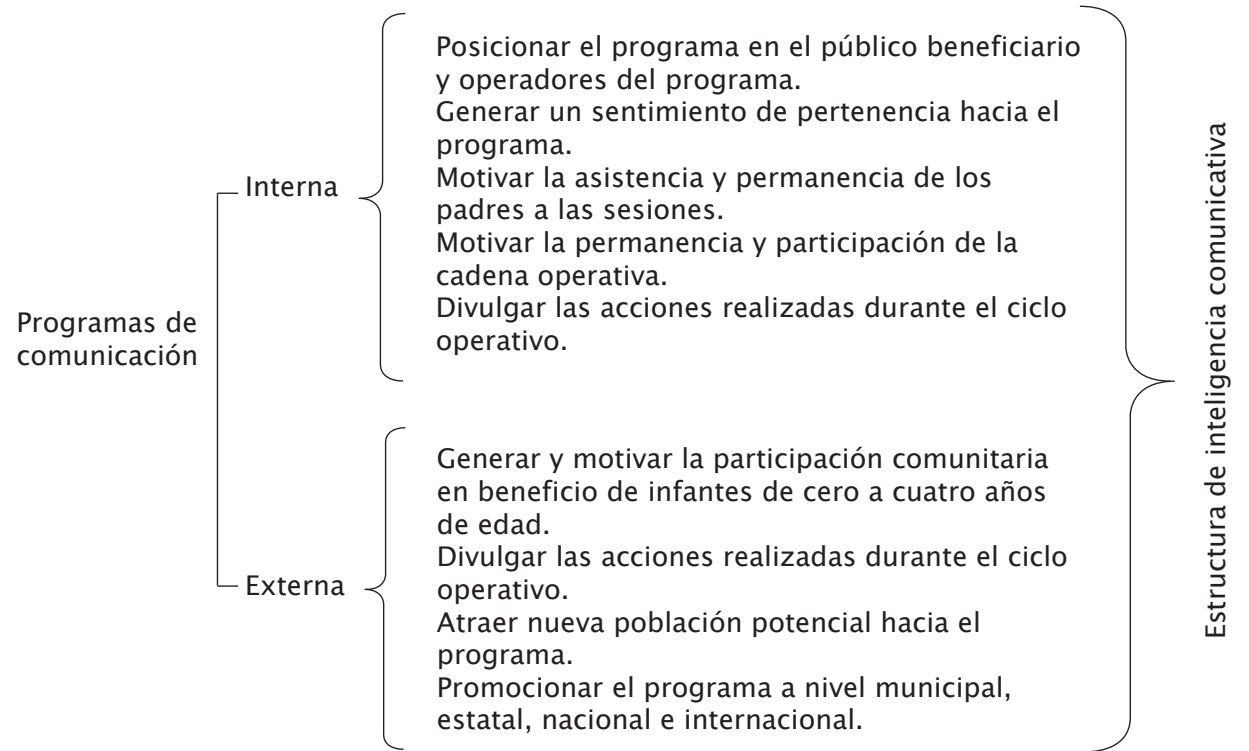 Programas de
comunicación
Interna
Posicionar el programa en el público beneficiario
y operadores del programa.
Generar un sentimiento de pertenencia hacia el
programa.
Motivar la asistencia y permanencia de los
padres a las sesiones.
Motivar la permanencia y participación de la
cadena operativa.
Divulgar las acciones realizadas durante el ciclo
operativo.
Externa
Generar y motivar la participación comunitaria
en beneficio de infantes de cero a cuatro años
de edad.
Divulgar las acciones realizadas durante el ciclo
operativo.
Atraer nueva población potencial hacia el
programa.
Promocionar el programa a nivel municipal,
estatal, nacional e internacional.
Estructura de inteligencia comunicativa